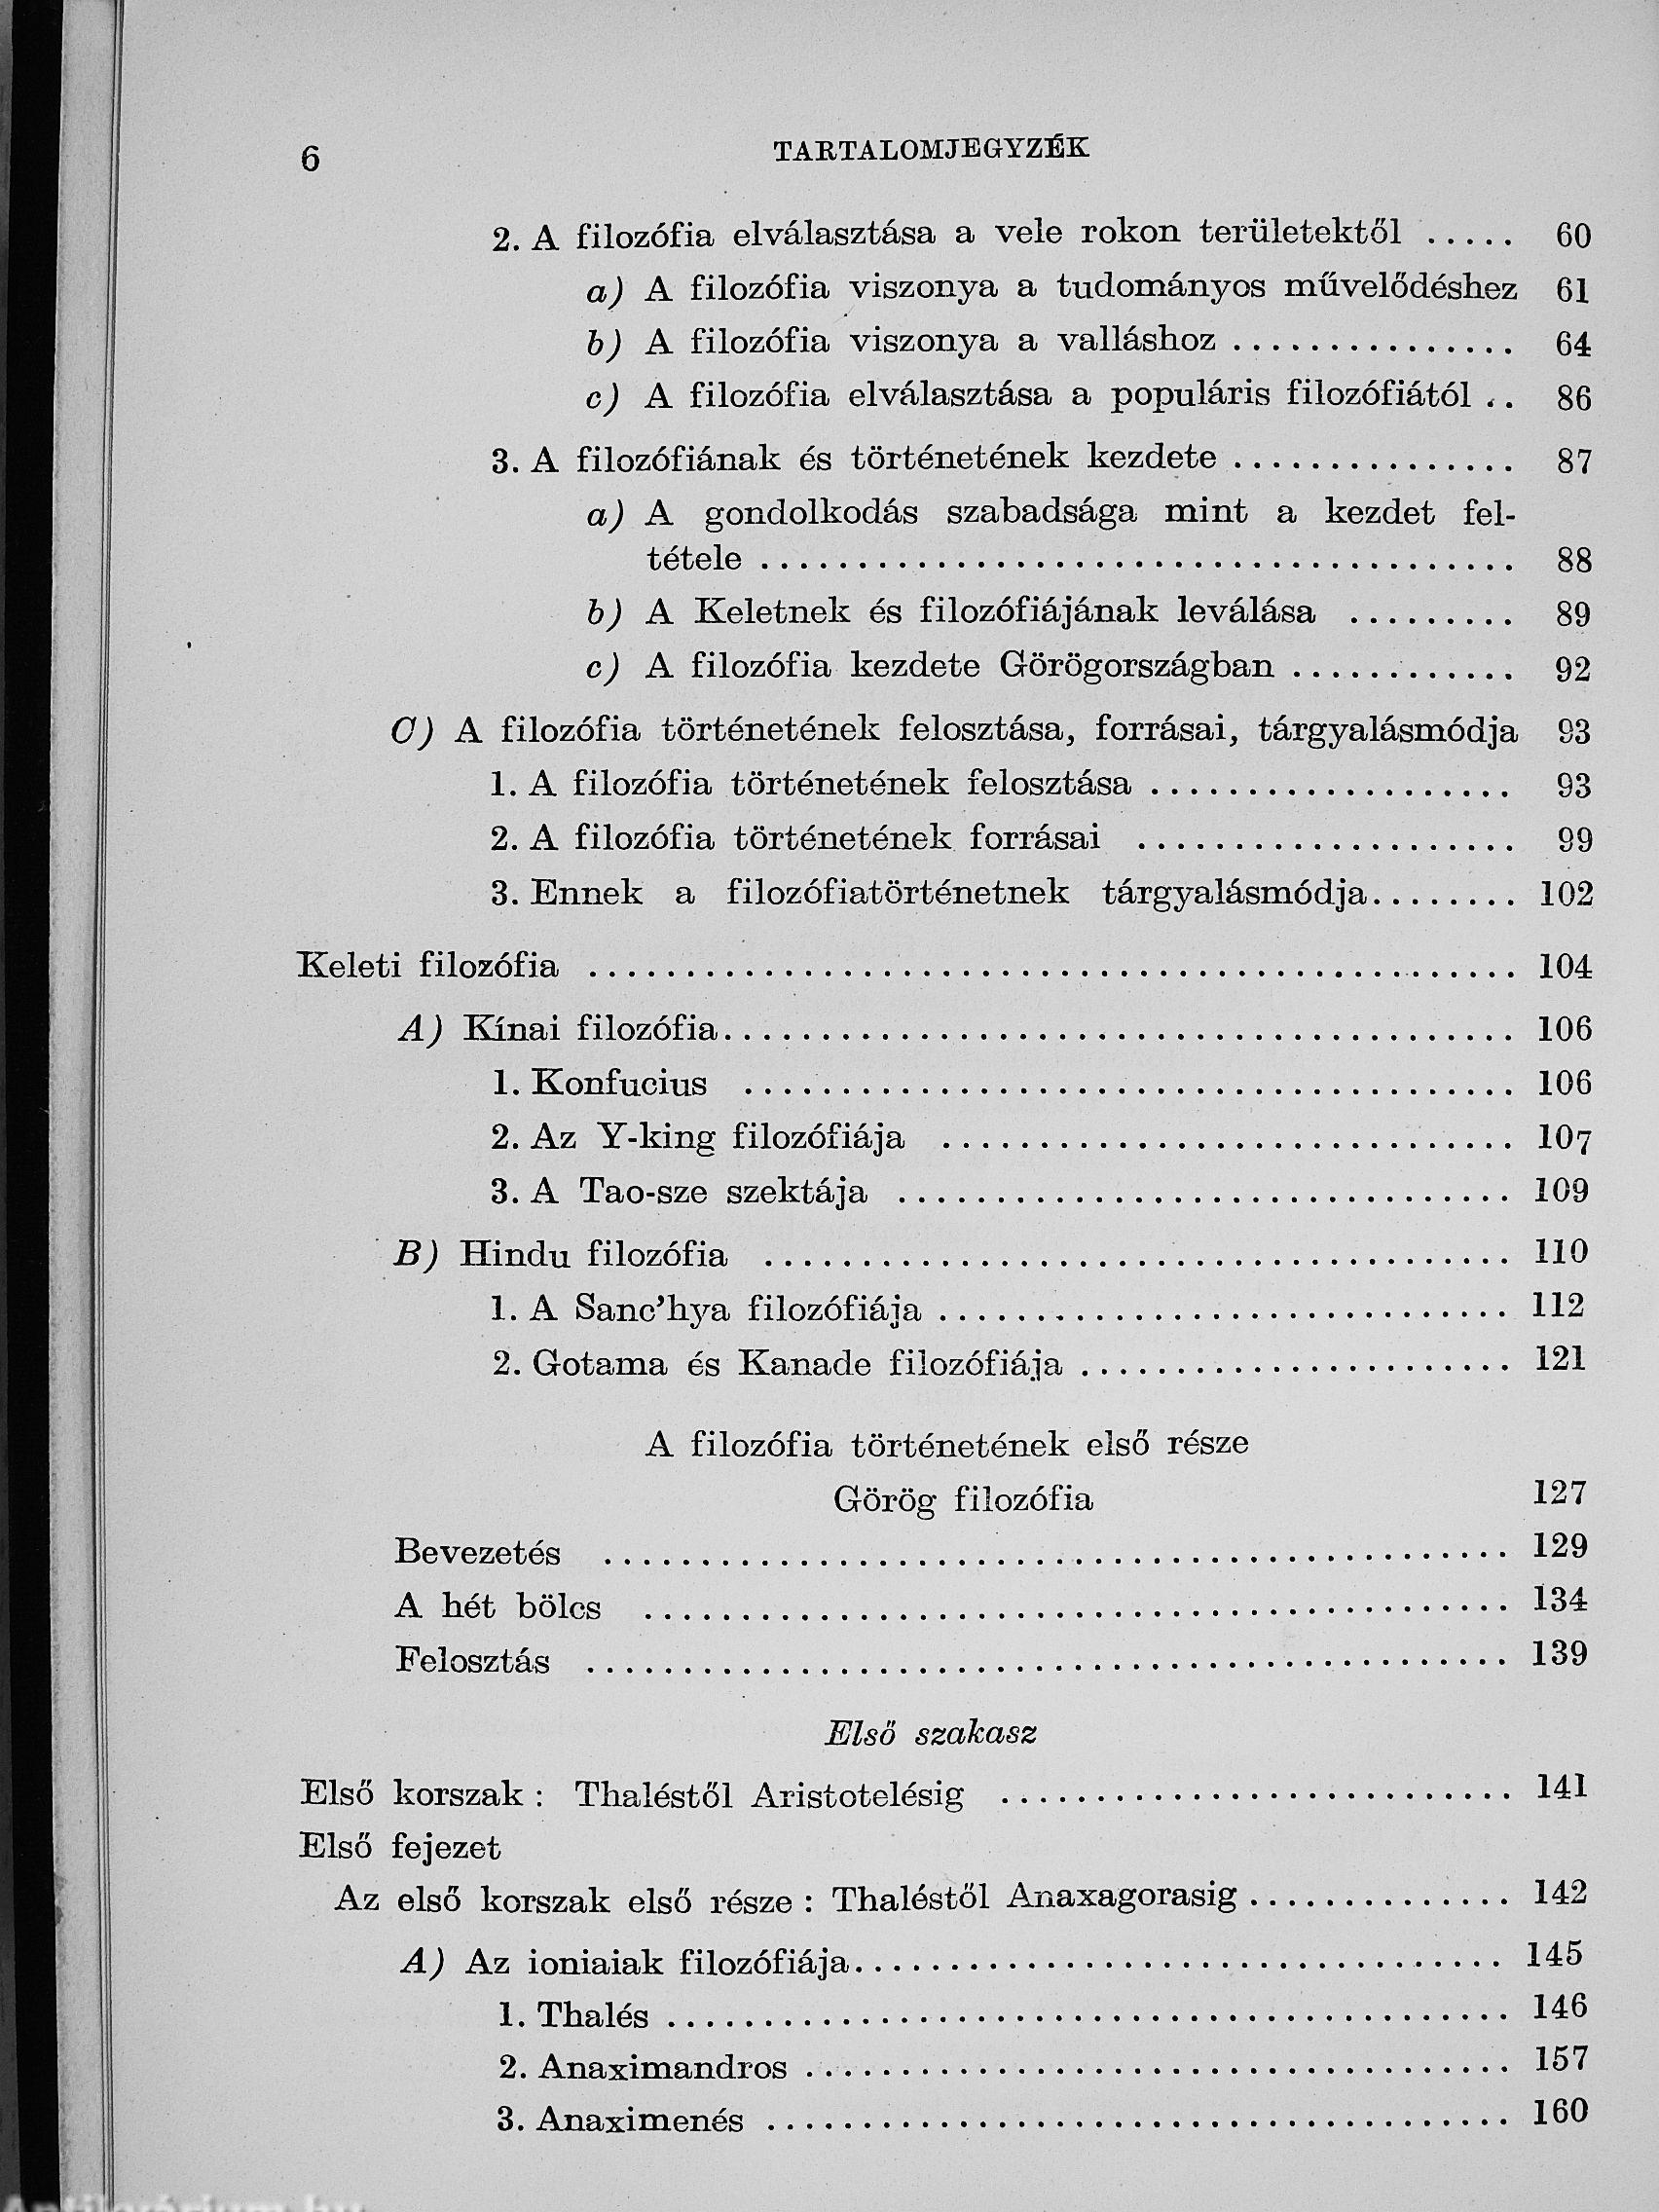 6 TARTALOMJEGYZÉK
2. A filozófia elválasztása a vele rokon területektől ..... 60
a) A filozófia viszonya a tudományos művelődéshez 61
b) A filozófia viszonya a valláshoz ............... 64
c) A filozófia elválasztása a populáris filozófiától .. 86
3. A filozófiának és történetének kezdete ............... 87
a) A gondolkodás szabadsága mint a kezdet fel-
tétele ....................................... 88
b) A Keletnek és filozófiájának leválása ......... 89
c) A filozófia kezdete Görögországban ............ 92
C) A filozófia történetének felosztása, forrásai, tárgyalásmódja 93
1. A filozófia történetének felosztása ................... 93
2. A filozófia történetének forrásai .................... 99
3. Ennek a filozófiatörténetnek tárgyalásmódja........ 102
Keleti filozófia ................................................ 104
A) Kínai filozófia......................................... 106
1. Konfucius ........................................ 106
2. Az Y-king filozófiája .............................. 107
3. A Tao-sze szektája ................................ 109
B) Hindu filozófia ....................................... 110
1. A Sanc’hya filozófiája .............................. 112
2. Gotama és Kanade filozófiája ....................... 121
A filozófia történetének első része
Görög filozófia 127
Bevezetés ............................................... 129
A hét bölcs ............................................. 134
Felosztás ................................................ 139
Első szakasz
Első korszak : Thaléstől Aristotelésig ........................... 141
Első fejezet
Az első korszak első része : Thaléstől Anaxagorasig .............. 142
A) Az ioniaiak filozófiája.................................. 145
1. Thalés ............................................ 146
2. Anaximandros ..................................... 157
3. Anaximenés ....................................... 160